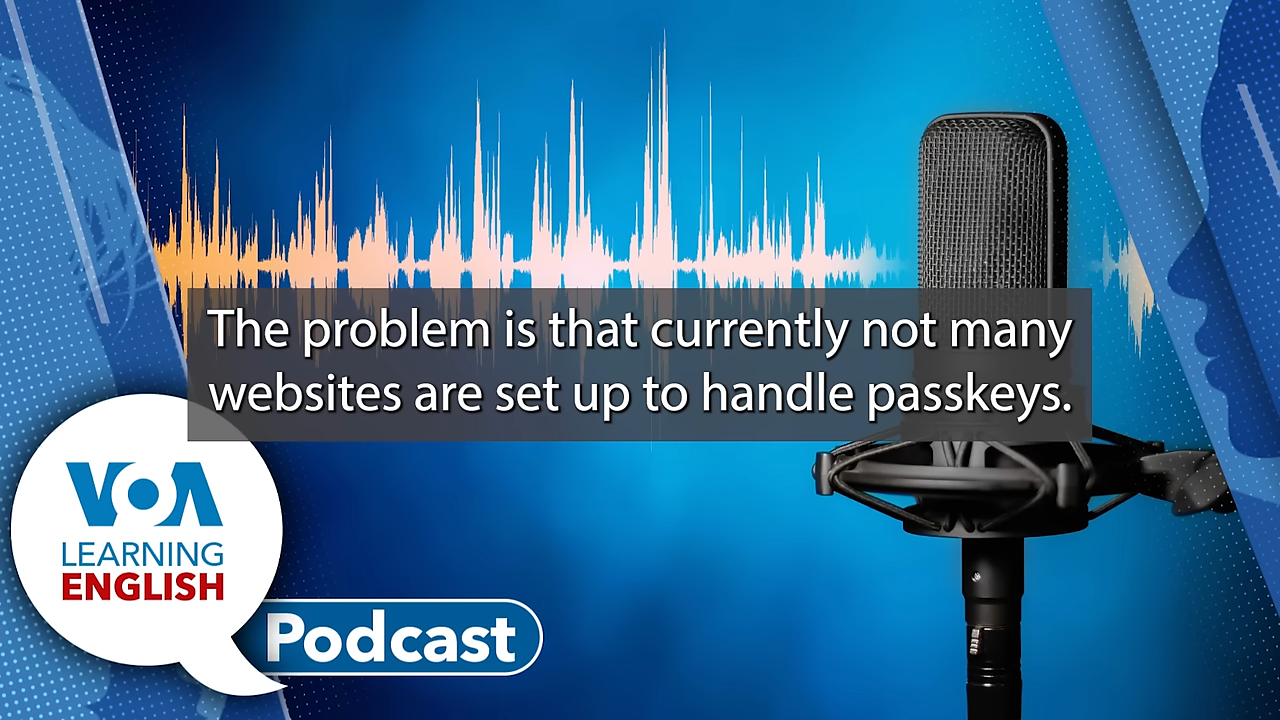 The problem is that currently not many
websites are set up to handle passkeys.
VOA
LEARNING
ENGLISH
Podcast